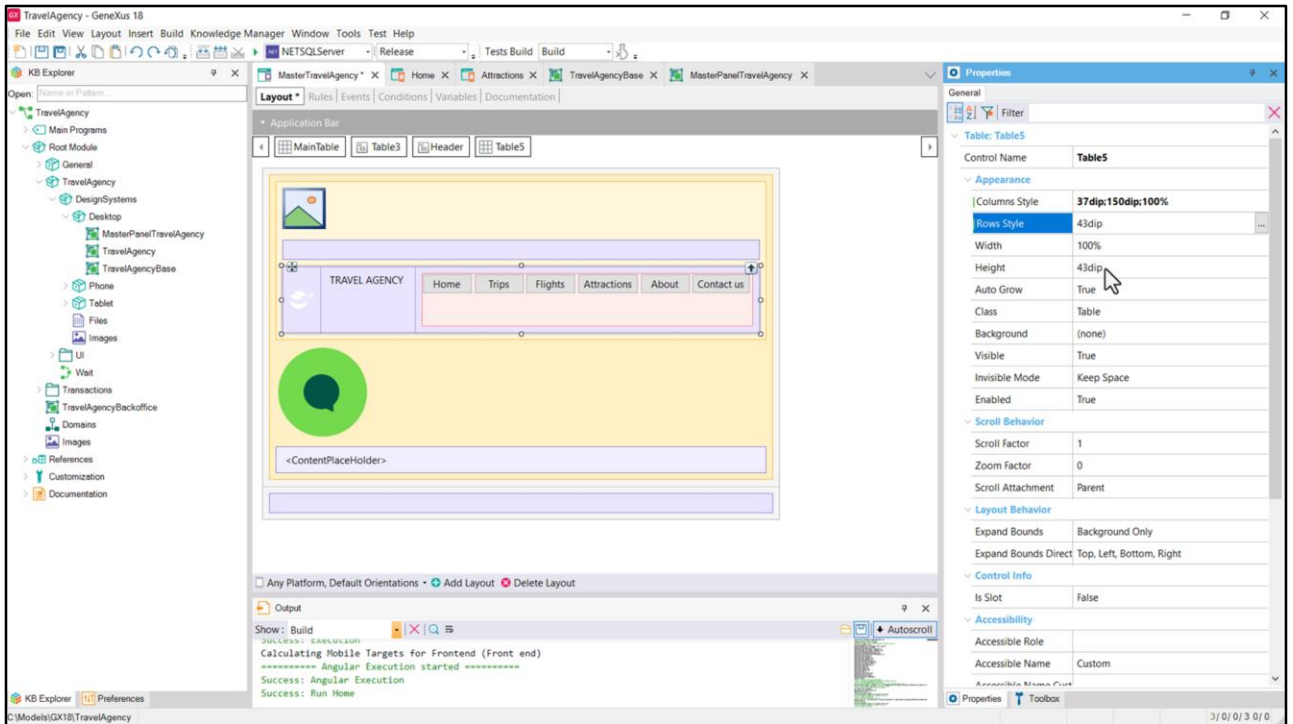 TravelAgency - GeneXus 18
File Edit View Layout Insert Build Knowledge Manager Window Tools Test Help
NETSQLServer Release Tests Build Build
KB Explorer
Open: Name or Pattern...
TravelAgency
Main Programs
Root Module
General
TravelAgency
DesignSystems
Desktop
MasterPanelTravelAgency
TravelAgency
TravelAgencyBase
Phone
Tablet
Files
Images
UI
Wait
Transactions
TravelAgencyBackoffice
Domains
Images
References
Customization
Documentation
KB Explorer Preferences
MasterTravelAgency * X Home X Attractions X TravelAgencyBase X MasterPanelTravelAgency X
Layout * Rules Events Conditions Variables Documentation
Application Bar
MainTable Table3 Header Table5
TRAVEL AGENCY Home Trips Flights Attractions About Contact us
<ContentPlaceHolder>
Any Platform, Default Orientations Add Layout Delete Layout
Output
Show: Build Autoscroll
Success: Execution
Calculating Mobile Targets for Frontend (Front end)
========== Angular Execution started ==========
Success: Angular Execution
Success: Run Home
Properties
General
Filter
Table: Table5
Control Name Table5
Appearance
Columns Style 37dip;150dip;100%
Rows Style 43dip ...
Width 100%
Height 43dip
Auto Grow True
Class Table
Background (none)
Visible True
Invisible Mode Keep Space
Enabled True
Scroll Behavior
Scroll Factor 1
Zoom Factor 0
Scroll Attachment Parent
Layout Behavior
Expand Bounds Background Only
Expand Bounds Direct Top, Left, Bottom, Right
Control Info
Is Slot False
Accessibility
Accessible Role
Accessible Name Custom
Accessible Name Cust
Properties Toolbox
C:\Models\GX18\TravelAgency 3/ 0/ 0/ 3 0/ 0